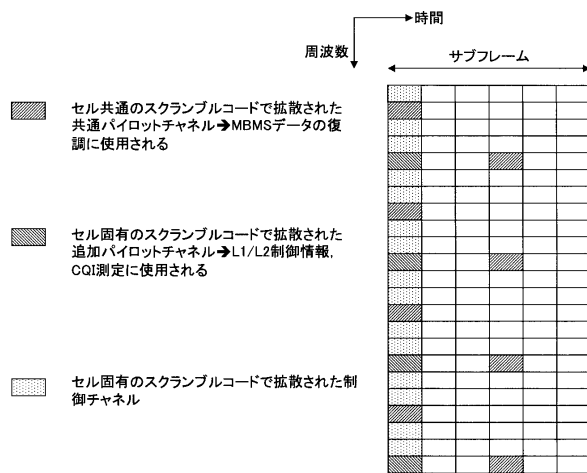 時間
周波数
サブフレーム
セル共通のスクランブルコードで拡散された
共通パイロットチャネル➔MBMSデータの復
調に使用される
セル固有のスクランブルコードで拡散された
追加パイロットチャネル➔L1/L2制御情報,
CQI測定に使用される
セル固有のスクランブルコードで拡散された制
御チャネル